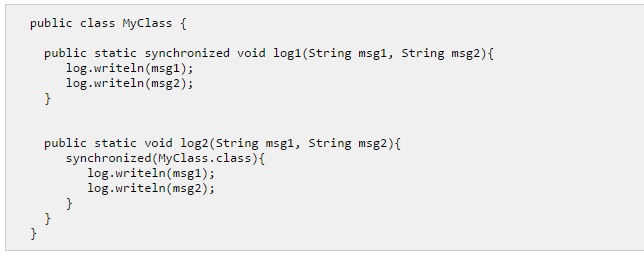 public class MyClass {
public static synchronized void log1(String msg1, String msg2){
log.writeln(msg1);
log.writeln(msg2);
}
public static void log2(String msg1, String msg2){
synchronized(MyClass.class){
log.writeln(msg1);
log.writeln(msg2);
}
}
}